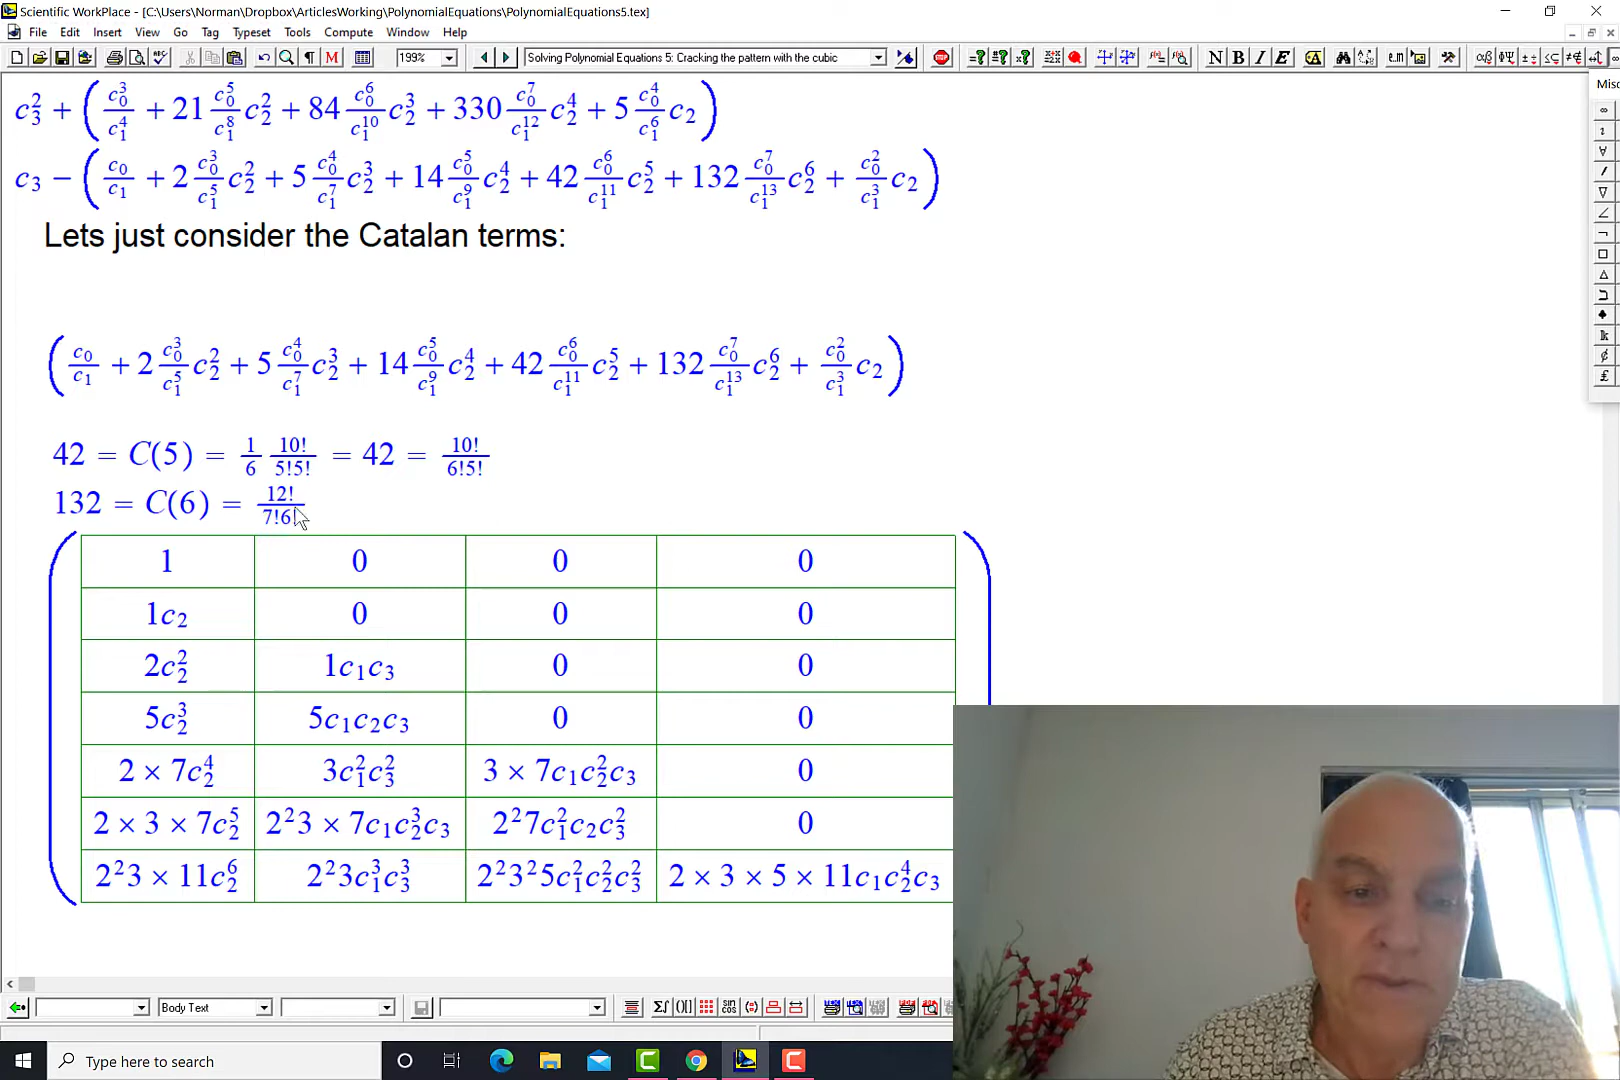 Scientific WorkPlace - [C:\Users\Norman\Dropbox\ArticlesWorking\PolynomialEquations\PolynomialEquations5.tex]
File Edit Insert View Go Tag Typeset Tools Compute Window Help
199% Solving Polynomial Equations 5: Cracking the pattern with the cubic N B I E
Misc
c_3^2 + ( c_0^3/c_1^4 + 21 c_0^5/c_1^8 c_2^2 + 84 c_0^6/c_1^10 c_2^3 + 330 c_0^7/c_1^12 c_2^4 + 5 c_0^4/c_1^6 c_2 )
c_3 − ( c_0/c_1 + 2 c_0^3/c_1^5 c_2^2 + 5 c_0^4/c_1^7 c_2^3 + 14 c_0^5/c_1^9 c_2^4 + 42 c_0^6/c_1^11 c_2^5 + 132 c_0^7/c_1^13 c_2^6 + c_0^2/c_1^3 c_2 )
Lets just consider the Catalan terms:
( c_0/c_1 + 2 c_0^3/c_1^5 c_2^2 + 5 c_0^4/c_1^7 c_2^3 + 14 c_0^5/c_1^9 c_2^4 + 42 c_0^6/c_1^11 c_2^5 + 132 c_0^7/c_1^13 c_2^6 + c_0^2/c_1^3 c_2 )
42 = C(5) = 1/6 10!/5!5! = 42 = 10!/6!5!
132 = C(6) = 12!/7!6!
1 0 0 0
1c_2 0 0 0
2c_2^2 1c_1c_3 0 0
5c_2^3 5c_1c_2c_3 0 0
2 × 7c_2^4 3c_1^2c_3^2 3 × 7c_1c_2^2c_3 0
2 × 3 × 7c_2^5 2^2 3 × 7c_1c_2^3c_3 2^2 7c_1^2c_2c_3^2 0
2^2 3 × 11c_2^6 2^2 3c_1^3c_3^3 2^2 3^2 5c_1^2c_2^2c_3^2 2 × 3 × 5 × 11c_1c_2^4c_3
Body Text
Type here to search